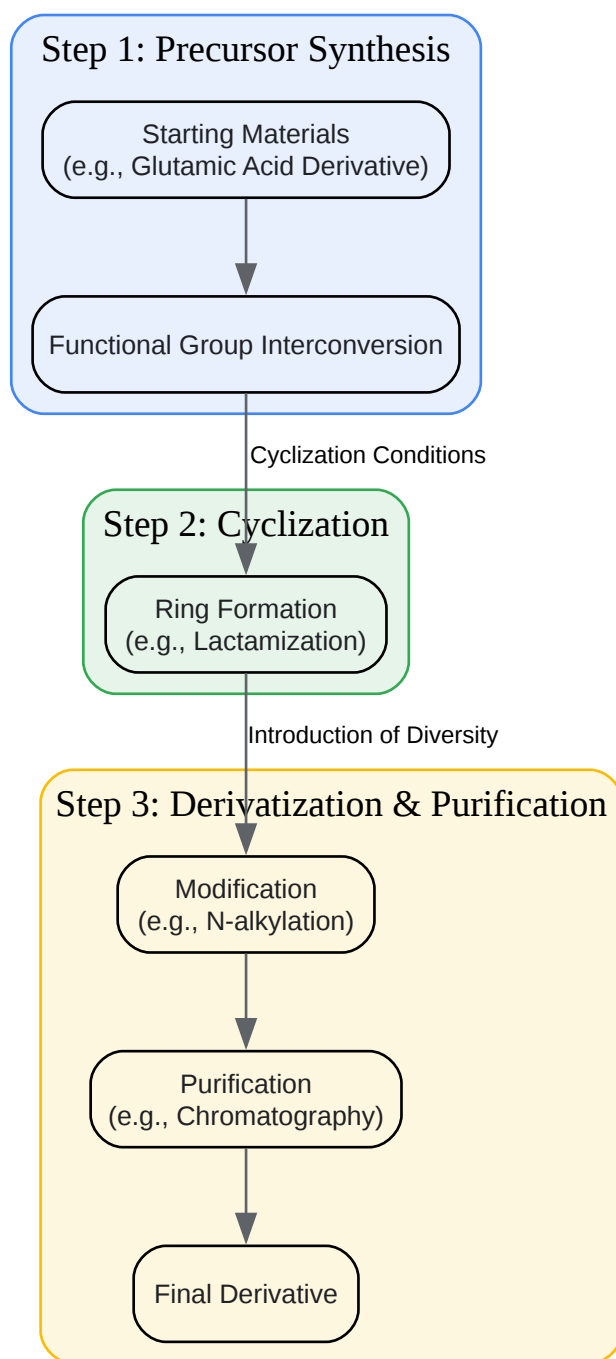 Step 1: Precursor Synthesis
Starting Materials
(e.g., Glutamic Acid Derivative)
Functional Group Interconversion
Cyclization Conditions
Step 2: Cyclization
Ring Formation
(e.g., Lactamization)
Introduction of Diversity
Step 3: Derivatization & Purification
Modification
(e.g., N-alkylation)
Purification
(e.g., Chromatography)
Final Derivative